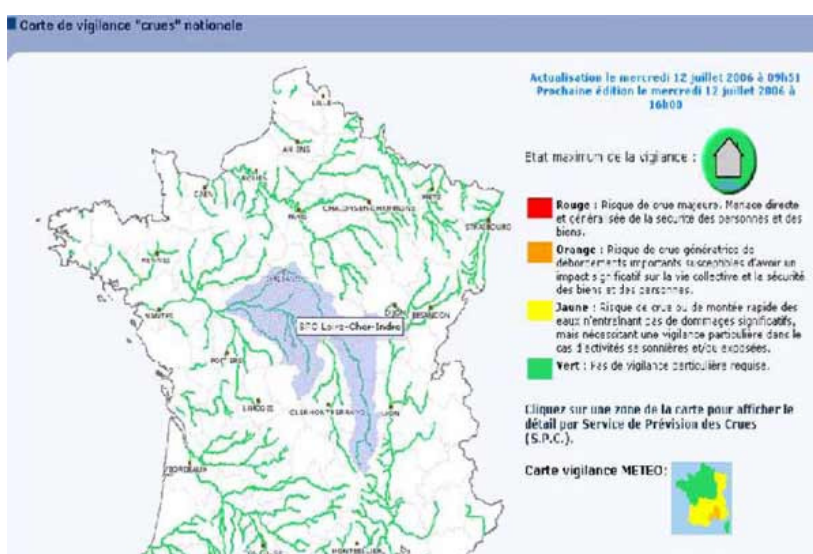 Carte de vigilance "crues" nationale
Actualisation le mercredi 12 juillet 2006 à 09h51
Prochaine édition le mercredi 12 juillet 2006 à
16h00
Etat maximum de la vigilance :
Rouge : Risque de crue majeure. Menace directe
et généralisée de la sécurité des personnes et des
biens.
Orange : Risque de crue génératrice de
débordements importants susceptibles d'avoir un
impact significatif sur la vie collective et la sécurité
des biens et des personnes.
Jaune : Risque de crue ou de montée rapide des
eaux n'entraînant pas de dommages significatifs,
mais nécessitant une vigilance particulière dans le
cas d'activités saisonnières et/ou exposées.
Vert : Pas de vigilance particulière requise.
Cliquez sur une zone de la carte pour afficher le
détail par Service de Prévision des Crues
(S.P.C.).
Carte vigilance METEO:
LILLE
AMIENS
ROUEN
CAEN
PARIS
CHALONS-EN-CHAMPAGNE
METZ
STRASBOURG
RENNES
ORLEANS
NANTES
DIJON
BESANCON
SPC Loire-Cher-Indre
POITIERS
LIMOGES
CLERMONT-FERRAND
LYON
BORDEAUX
MONTPELLIER